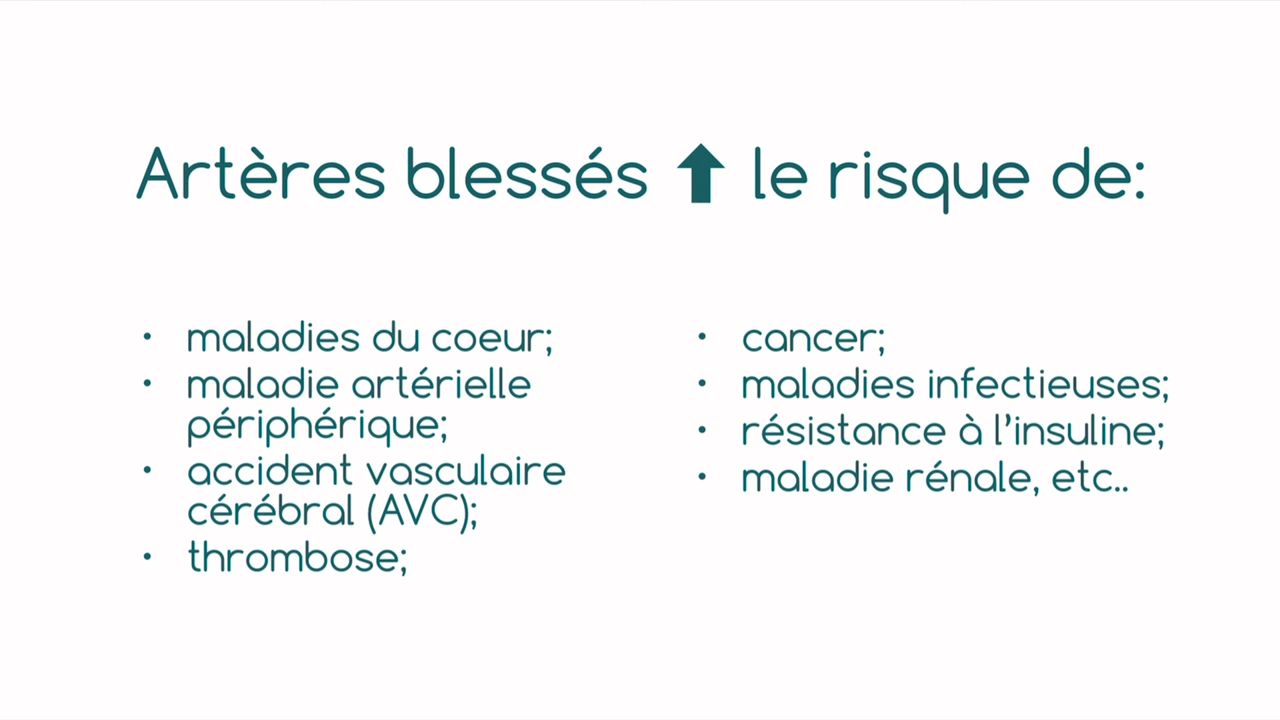 Artères blessés ⬆ le risque de:
• maladies du coeur;
• maladie artérielle
périphérique;
• accident vasculaire
cérébral (AVC);
• thrombose;
• cancer;
• maladies infectieuses;
• résistance à l’insuline;
• maladie rénale, etc..